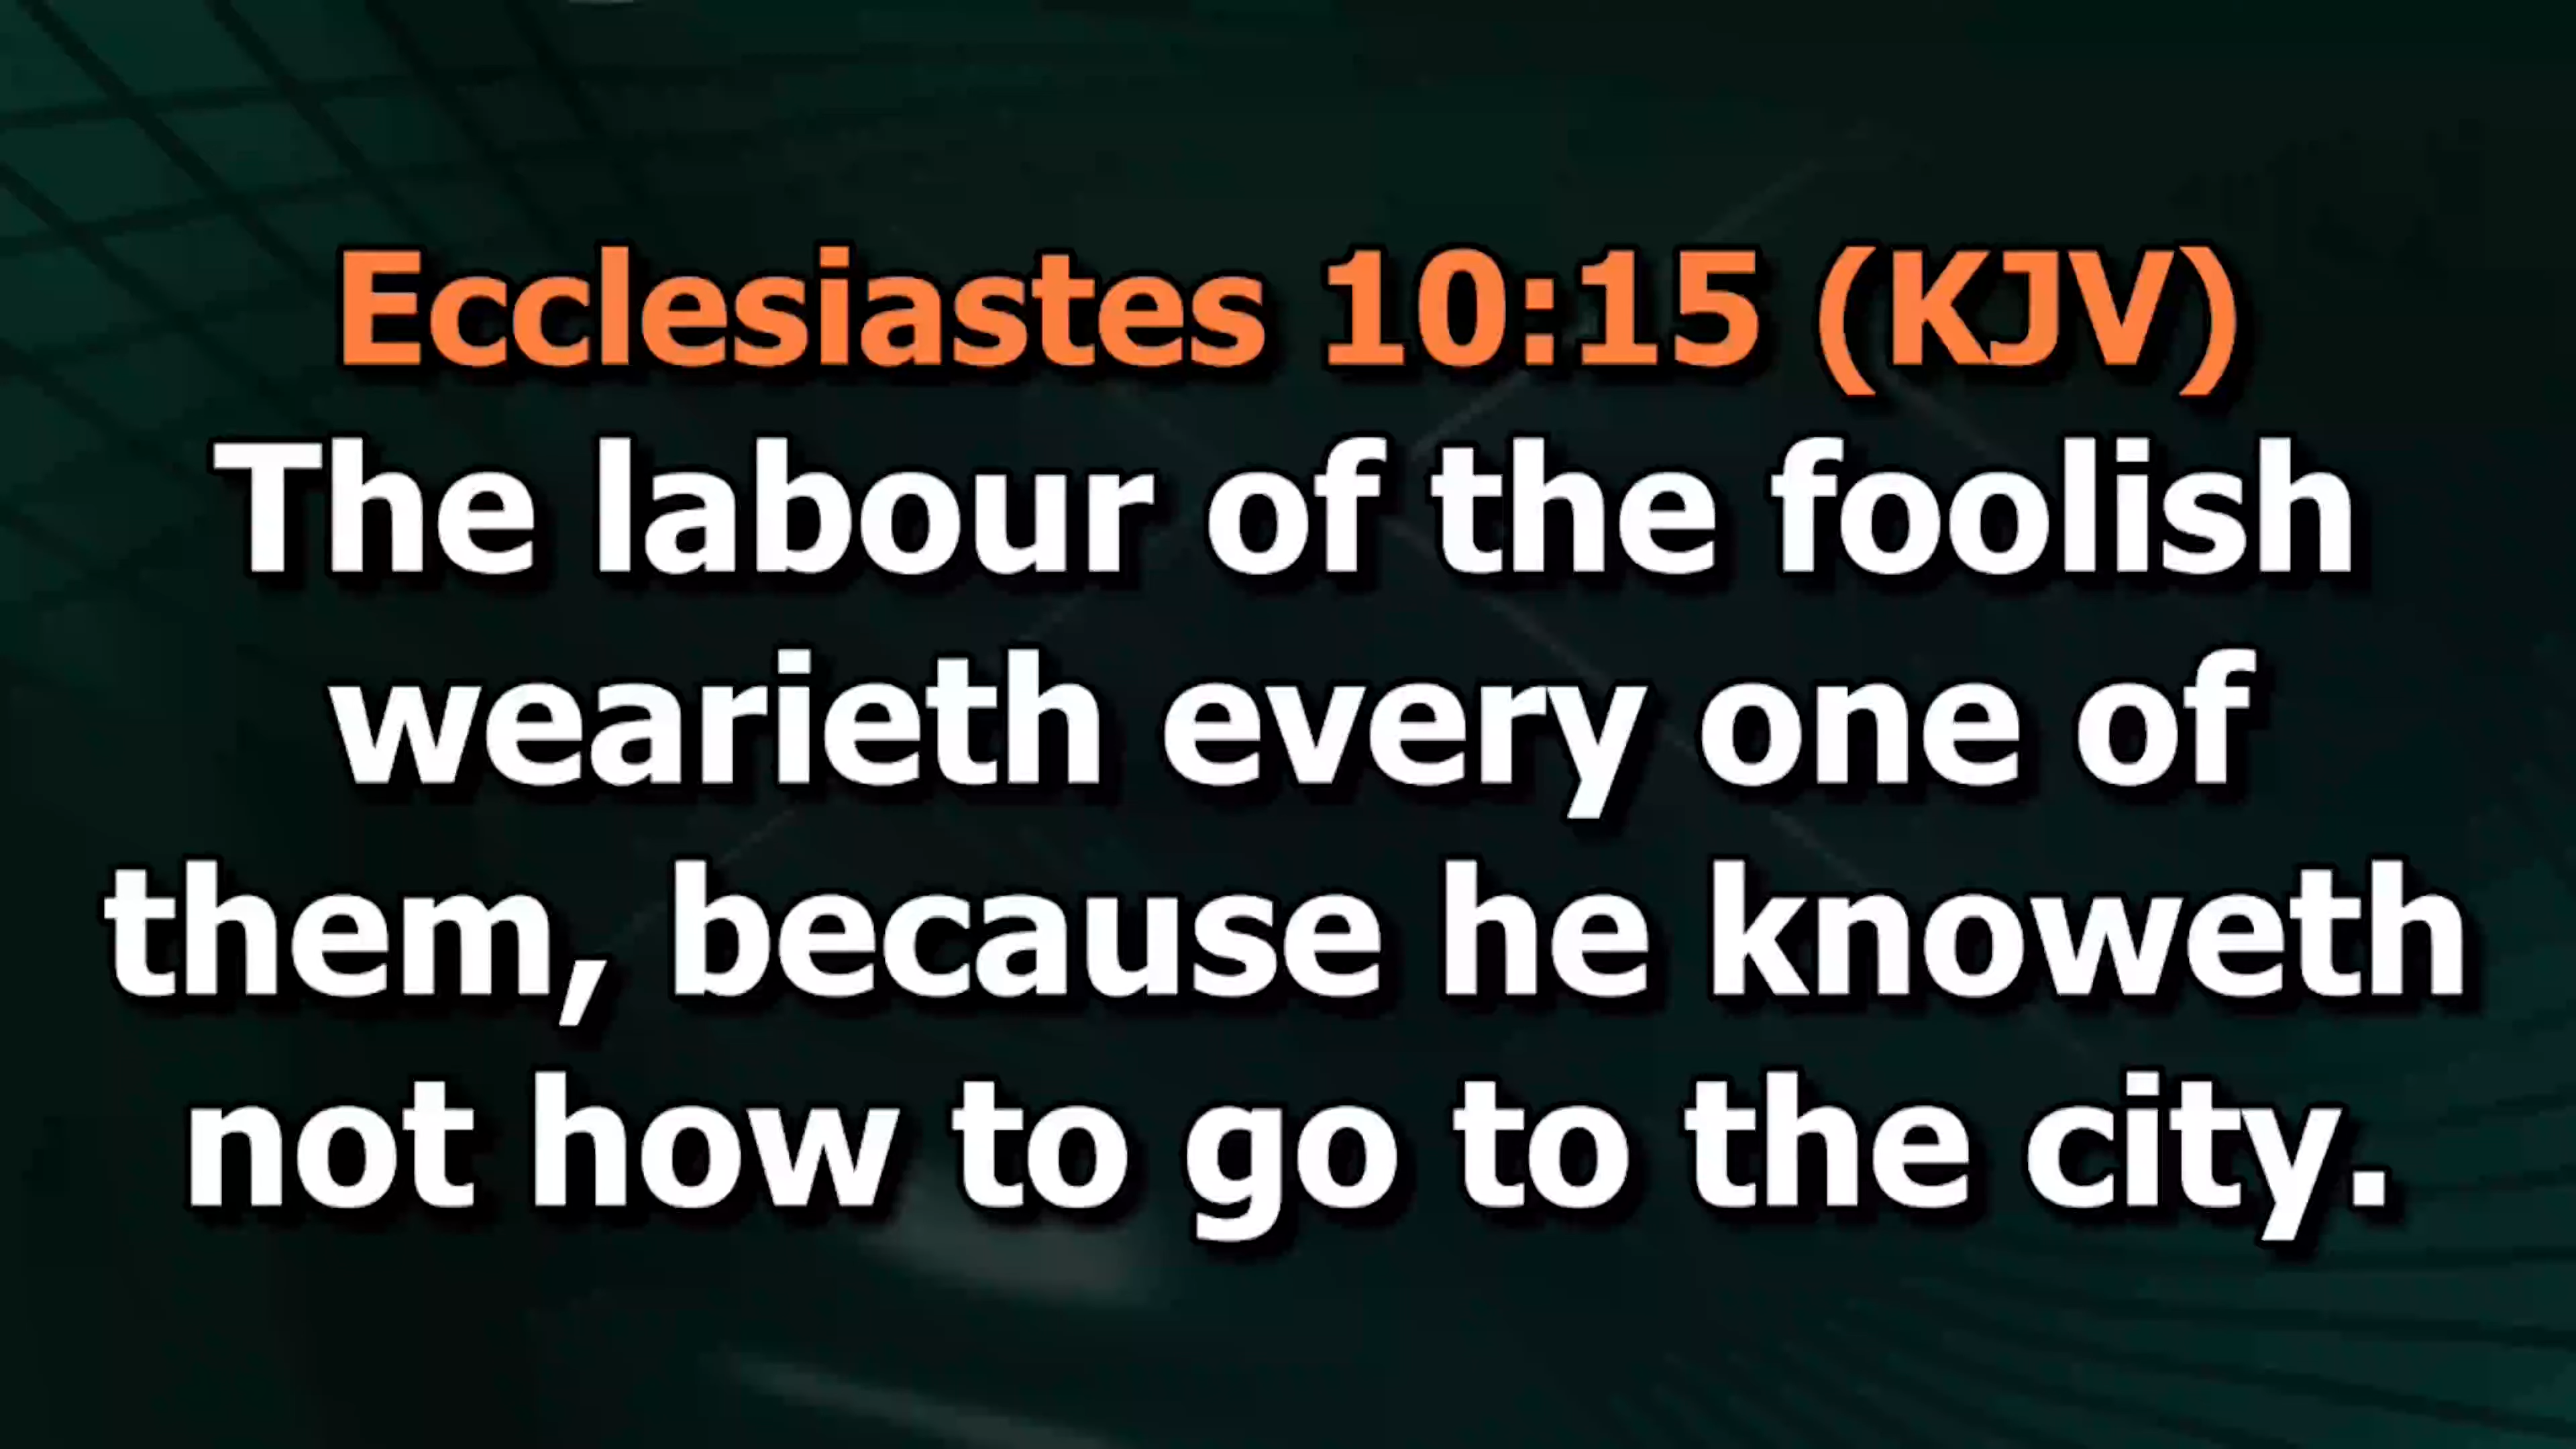 Ecclesiastes 10:15 (KJV)
The labour of the foolish
wearieth every one of
them, because he knoweth
not how to go to the city.